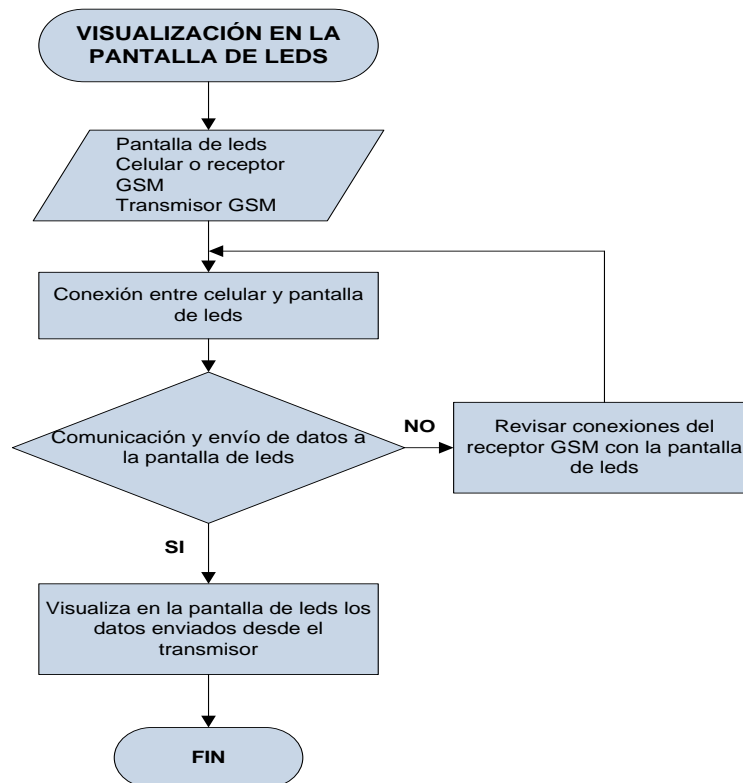 VISUALIZACIÓN EN LA
PANTALLA DE LEDS
Pantalla de leds
Celular o receptor
GSM
Transmisor GSM
Conexión entre celular y pantalla
de leds
Comunicación y envío de datos a
la pantalla de leds
NO
Revisar conexiones del
receptor GSM con la pantalla
de leds
SI
Visualiza en la pantalla de leds los
datos enviados desde el
transmisor
FIN